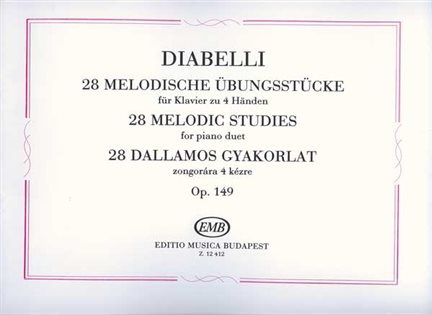 DIABELLI
28 MELODISCHE ÜBUNGSSTÜCKE
für Klavier zu 4 Händen
28 MELODIC STUDIES
for piano duet
28 DALLAMOS GYAKORLAT
zongorára 4 kézre
Op. 149
EMB
EDITIO MUSICA BUDAPEST
Z. 12 412